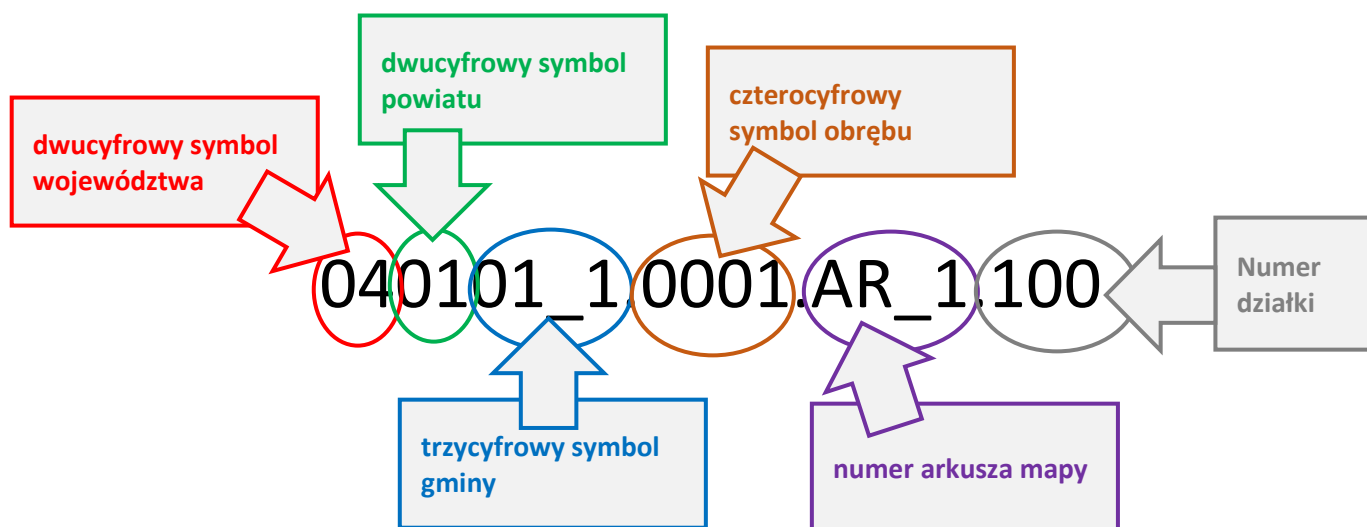 dwucyfrowy symbol
powiatu
czterocyfrowy
symbol obrębu
dwucyfrowy symbol
województwa
040101_1.0001.AR_1.100
Numer
działki
trzycyfrowy symbol
gminy
numer arkusza mapy